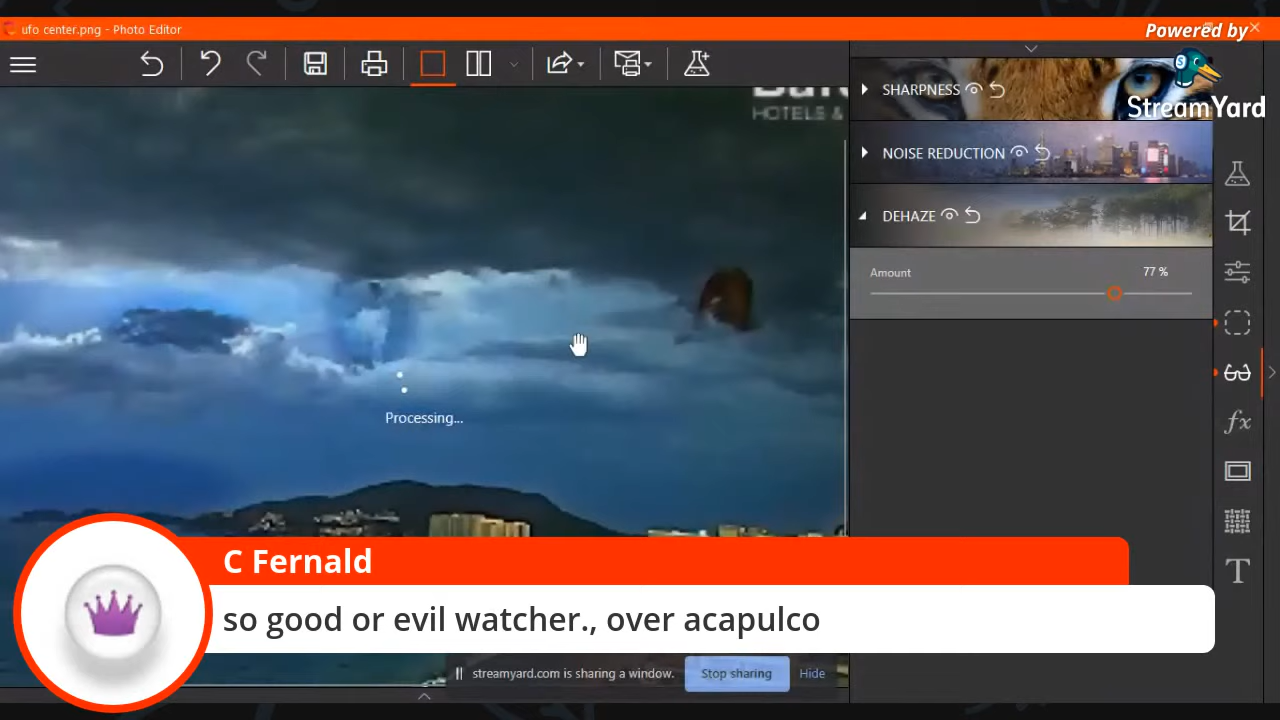 ufo center.png - Photo Editor
Powered by
StreamYard
HOTELS &
SHARPNESS
NOISE REDUCTION
DEHAZE
Amount
77 %
Processing...
fx
T
C Fernald
so good or evil watcher., over acapulco
streamyard.com is sharing a window.
Stop sharing
Hide